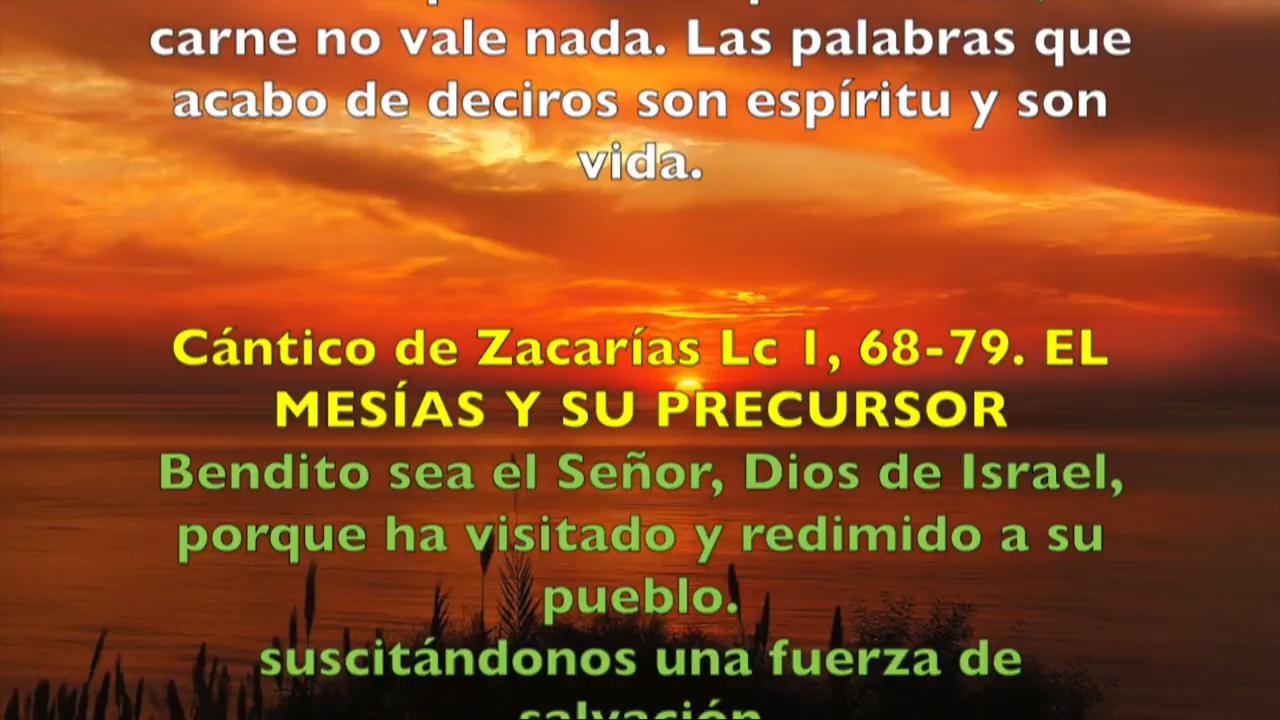 carne no vale nada. Las palabras que
acabo de deciros son espíritu y son
vida.
Cántico de Zacarías Lc 1, 68-79. EL
MESÍAS Y SU PRECURSOR
Bendito sea el Señor, Dios de Israel,
porque ha visitado y redimido a su
pueblo.
suscitándonos una fuerza de
salvación